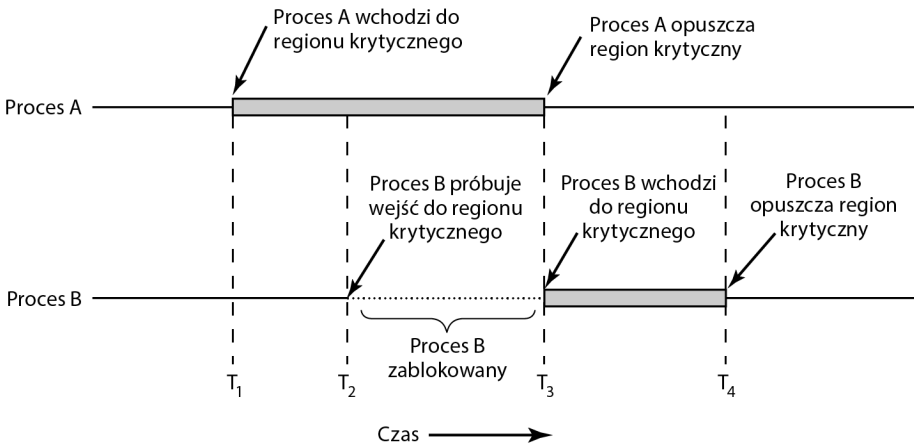 Proces A wchodzi do
regionu krytycznego
Proces A opuszcza
region krytyczny
Proces A
Proces B próbuje
wejść do regionu
krytycznego
Proces B wchodzi
do regionu
krytycznego
Proces B
opuszcza region
krytyczny
Proces B
Proces B
zablokowany
T1
T2
T3
T4
Czas